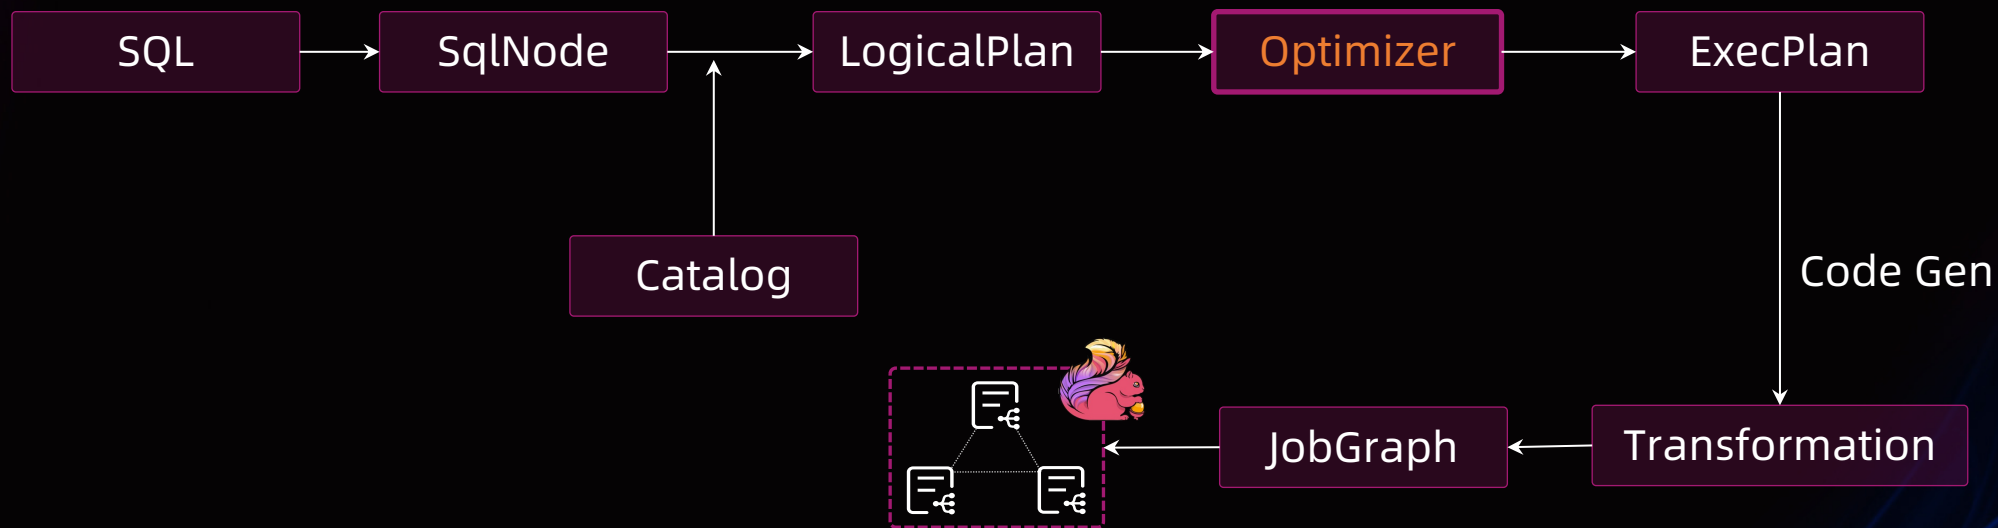 SQL
SqlNode
LogicalPlan
Optimizer
ExecPlan
Catalog
Code Gen
JobGraph
Transformation